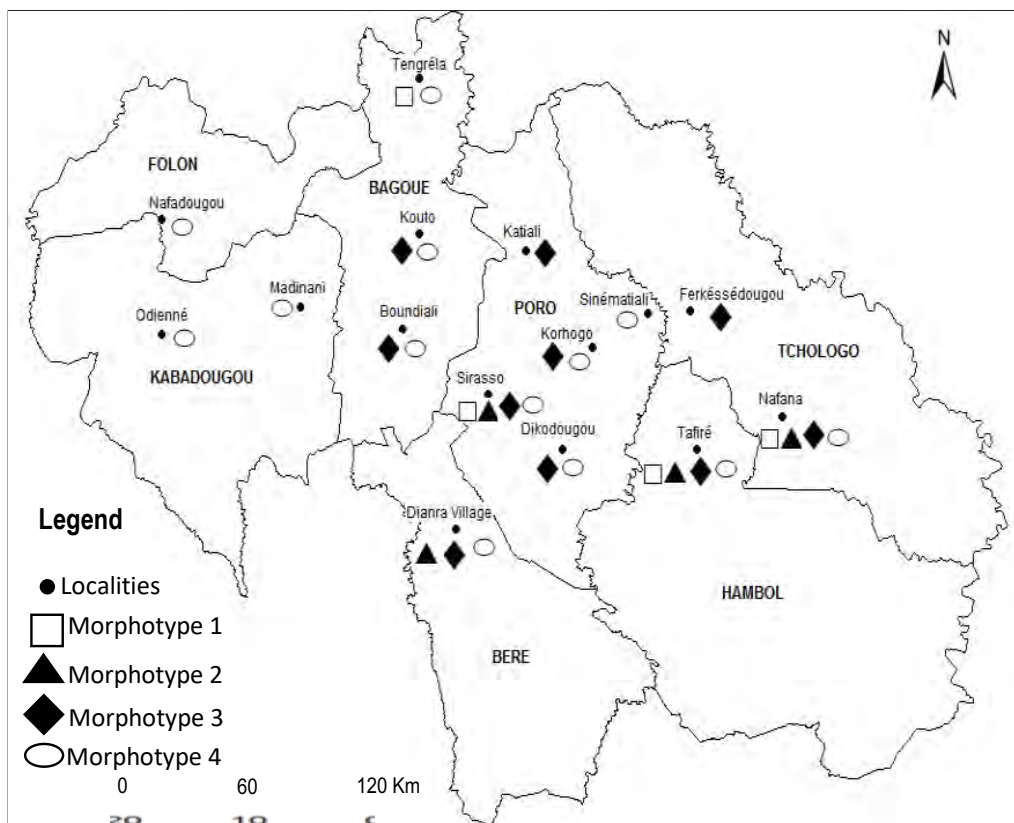 N
Tengréla
FOLON
BAGOUE
Nafadougou
Kouto
Katiali
Madinani
Sinématiali
Ferkéssédougou
Odienné
Boundiali
PORO
Korhogo
TCHOLOGO
KABADOUGOU
Sirasso
Nafana
Dikodougou
Tafiré
Legend
Dianra Village
Localities
Morphotype 1
HAMBOL
Morphotype 2
BERE
Morphotype 3
Morphotype 4
0 60 120 Km